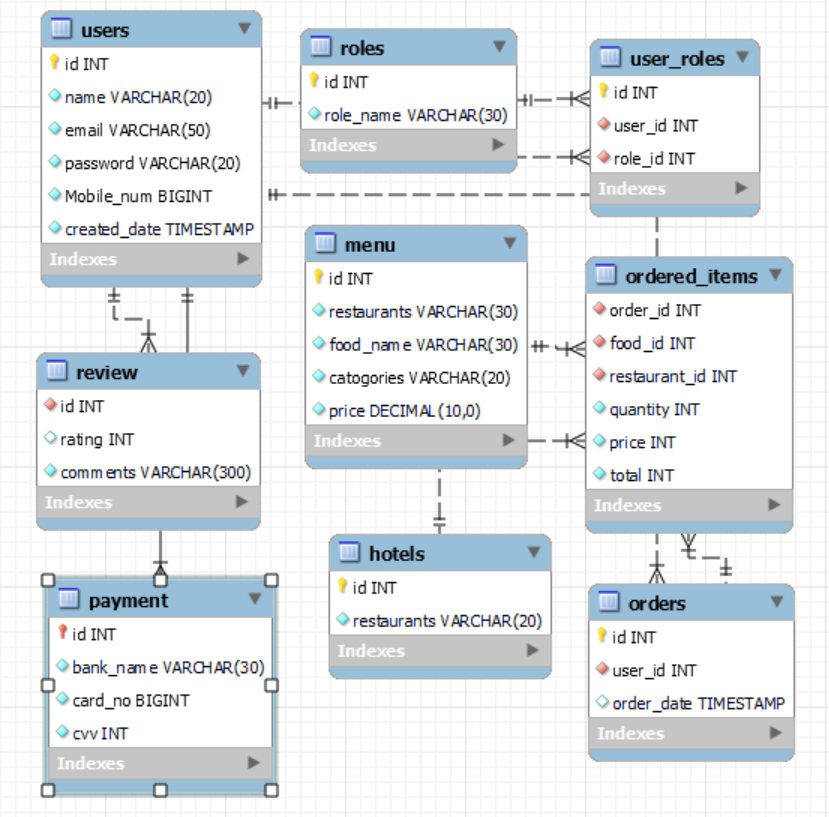 users
id INT
name VARCHAR(20)
email VARCHAR(50)
password VARCHAR(20)
Mobile_num BIGINT
created_date TIMESTAMP
Indexes
roles
id INT
role_name VARCHAR(30)
Indexes
user_roles
id INT
user_id INT
role_id INT
Indexes
menu
id INT
restaurants VARCHAR(30)
food_name VARCHAR(30)
catogories VARCHAR(20)
price DECIMAL(10,0)
Indexes
ordered_items
order_id INT
food_id INT
restaurant_id INT
quantity INT
price INT
total INT
Indexes
review
id INT
rating INT
comments VARCHAR(300)
Indexes
hotels
id INT
restaurants VARCHAR(20)
Indexes
payment
id INT
bank_name VARCHAR(30)
card_no BIGINT
cvv INT
Indexes
orders
id INT
user_id INT
order_date TIMESTAMP
Indexes